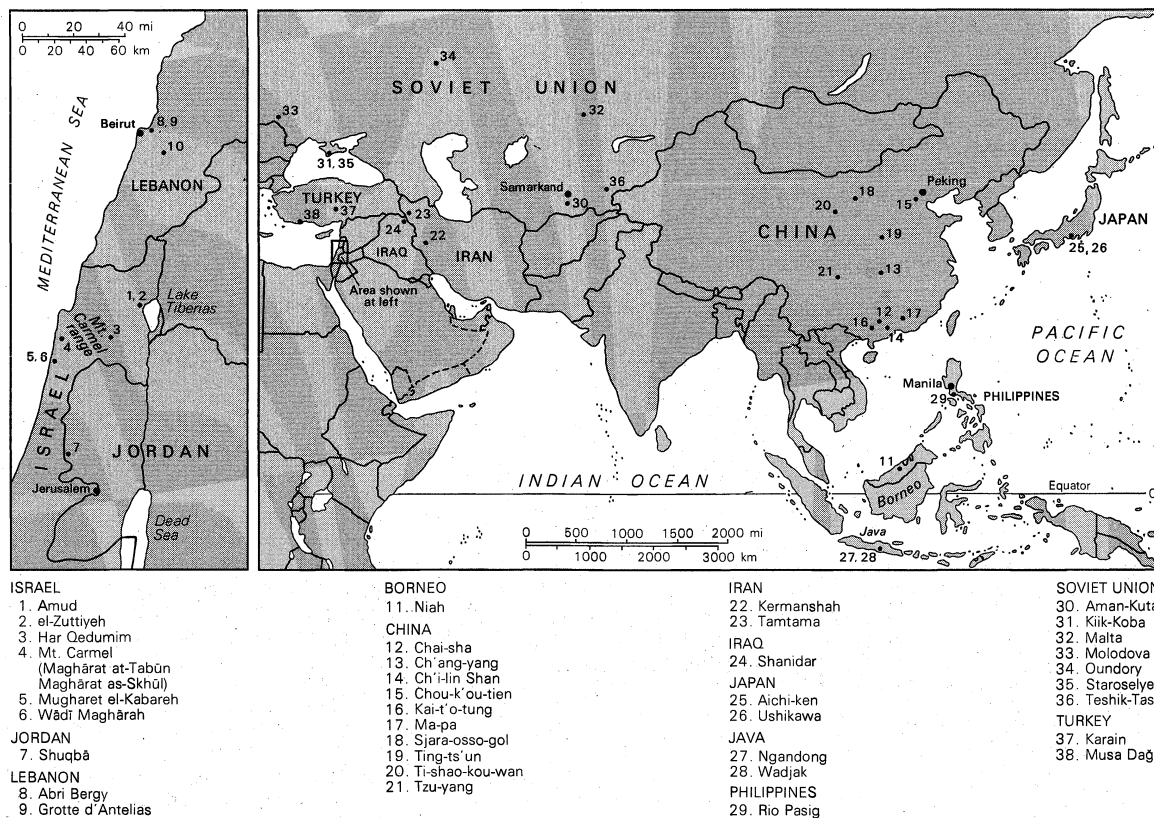 0 20 40 mi
0 20 40 60 km
MEDITERRANEAN SEA
Beirut
8, 9
10
LEBANON
1, 2
Lake
Tiberias
Mt.
Carmel
range
3
4
5, 6
ISRAEL
JORDAN
7
Jerusalem
Dead
Sea
34
SOVIET UNION
33
32
31, 35
Samarkand
36
30
TURKEY
38
37
23
24
22
IRAQ
IRAN
Area shown
at left
18
Peking
20
15
CHINA
19
21
13
12
17
16
14
JAPAN
25, 26
PACIFIC
OCEAN
Manila
29
PHILIPPINES
11
Borneo
INDIAN OCEAN
Equator
0
Java
27, 28
0 500 1000 2000 mi
0 1000 2000 3000 km
ISRAEL
1. Amud
2. el-Zuttiyeh
3. Har Qedumim
4. Mt. Carmel
(Maghārat at-Tabūn
Maghārat as-Skhūl)
5. Mugharet el-Kabareh
6. Wādī Maghārah
JORDAN
7. Shuqbā
LEBANON
8. Abri Bergy
9. Grotte d'Antelias
BORNEO
11. Niah
CHINA
12. Chai-sha
13. Ch'ang-yang
14. Ch'i-lin Shan
15. Chou-k'ou-tien
16. Kai-t'o-tung
17. Ma-pa
18. Sjara-osso-gol
19. Ting-ts'un
20. Ti-shao-kou-wan
21. Tzu-yang
IRAN
22. Kermanshah
23. Tamtama
IRAQ
24. Shanidar
JAPAN
25. Aichi-ken
26. Ushikawa
JAVA
27. Ngandong
28. Wadjak
PHILIPPINES
29. Rio Pasig
SOVIET UNION
30. Aman-Kuta
31. Kiik-Koba
32. Malta
33. Molodova
34. Oundory
35. Staroselye
36. Teshik-Tas
TURKEY
37. Karain
38. Musa Dağ